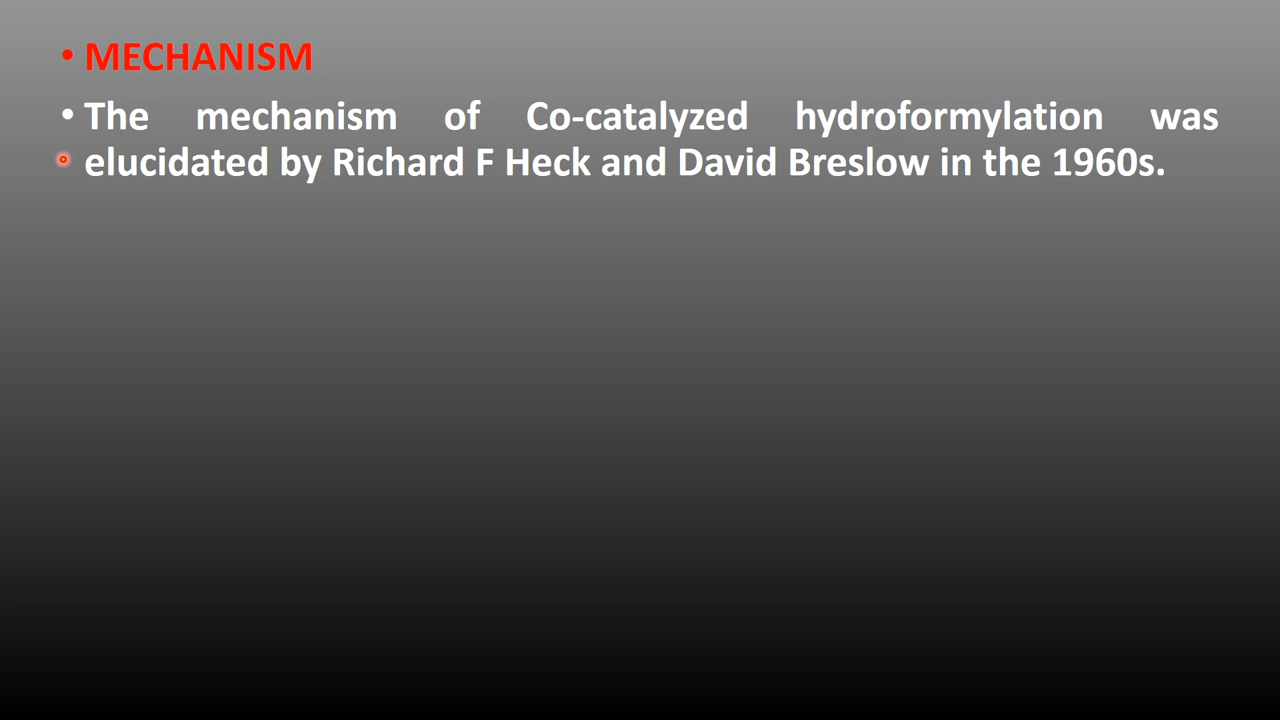 • MECHANISM
• The mechanism of Co-catalyzed hydroformylation was
elucidated by Richard F Heck and David Breslow in the 1960s.